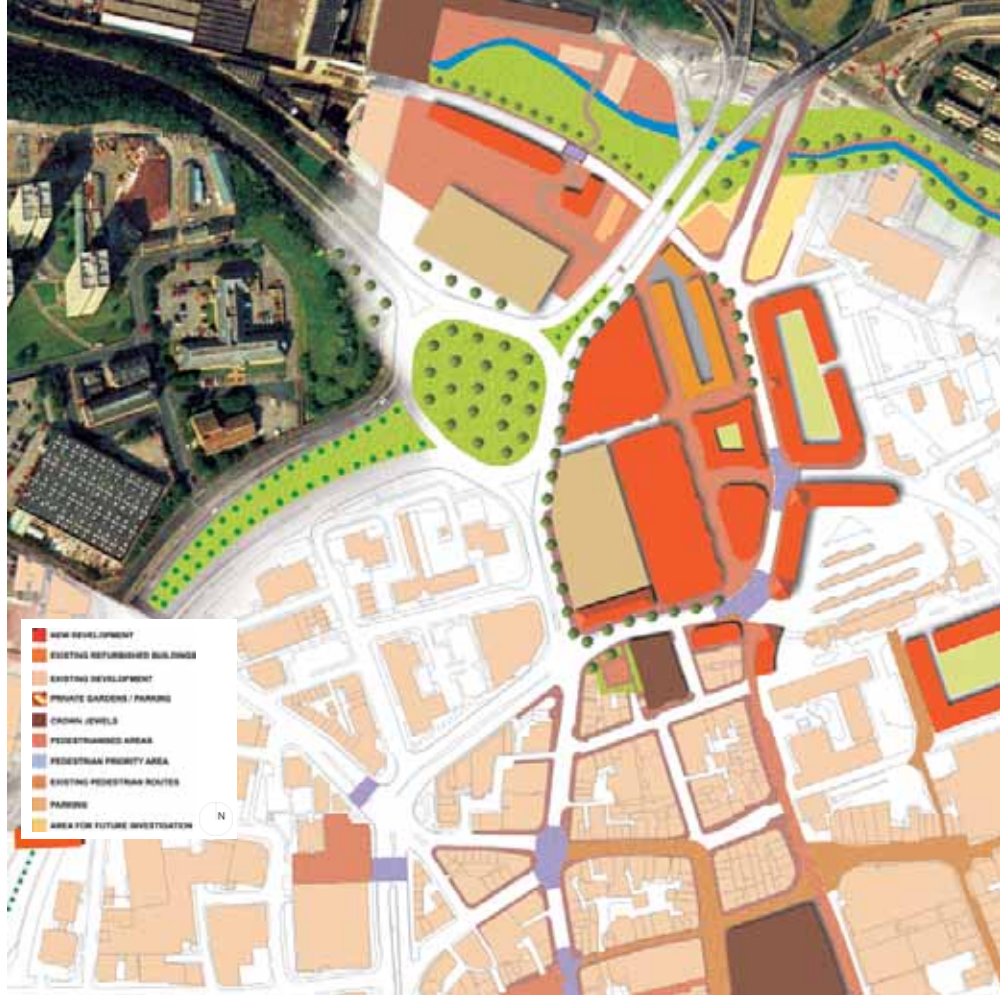 NEW DEVELOPMENT
EXISTING REFURBISHED BUILDINGS
EXISTING DEVELOPMENT
PRIVATE GARDENS / PARKING
CROWN JEWELS
PEDESTRIANISED AREAS
PEDESTRIAN PRIORITY AREA
EXISTING PEDESTRIAN ROUTES
PARKING
AREA FOR FUTURE INVESTIGATION
N